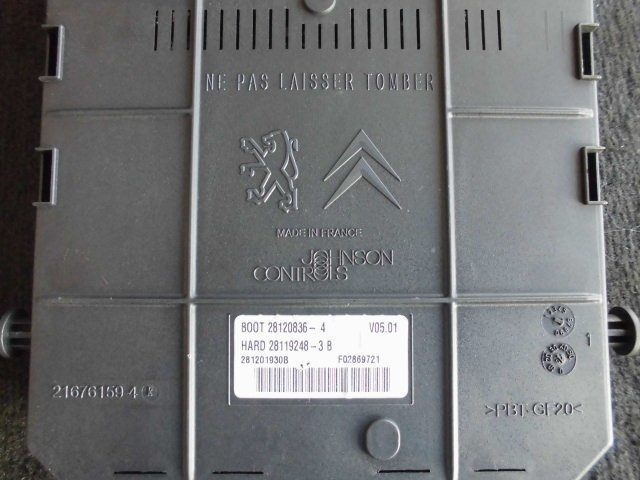 NE PAS LAISSER TOMBER
MADE IN FRANCE
JOHNSON
CONTROLS
BOOT 28120836-4 V05.01
HARD 28119248-3 B
281201930B F02869721
21676159-4
1
>PBT-GF20<